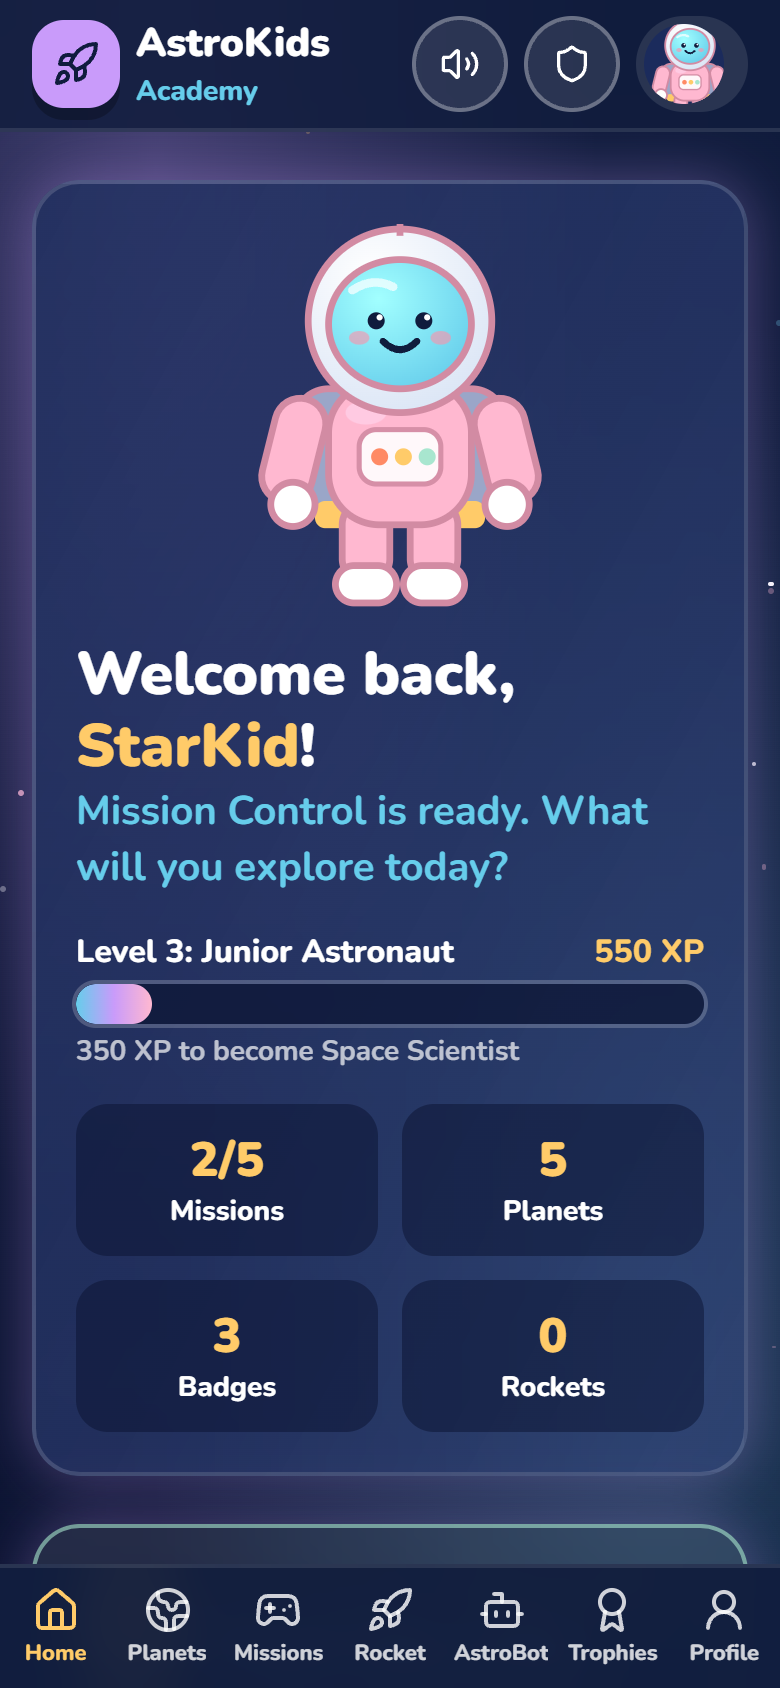 AstroKids
Academy
Welcome back,
StarKid!
Mission Control is ready. What
will you explore today?
Level 3: Junior Astronaut 550 XP
350 XP to become Space Scientist
2/5
Missions
5
Planets
3
Badges
0
Rockets
Home Planets Missions Rocket AstroBot Trophies Profile